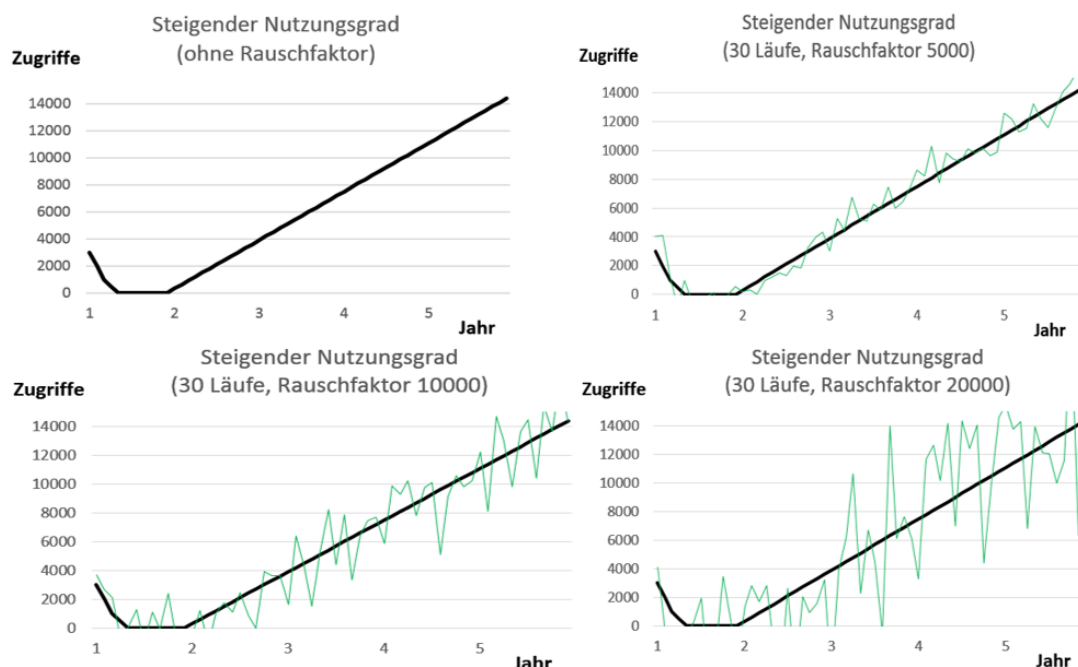 Steigender Nutzungsgrad
(ohne Rauschfaktor)
Zugriffe
14000
12000
10000
8000
6000
4000
2000
0
1 2 3 4 5
Jahr
Steigender Nutzungsgrad
(30 Läufe, Rauschfaktor 5000)
Zugriffe
14000
12000
10000
8000
6000
4000
2000
0
1 2 3 4 5
Jahr
Steigender Nutzungsgrad
(30 Läufe, Rauschfaktor 10000)
Zugriffe
14000
12000
10000
8000
6000
4000
2000
0
1 2 3 4 5
Jahr
Steigender Nutzungsgrad
(30 Läufe, Rauschfaktor 20000)
Zugriffe
14000
12000
10000
8000
6000
4000
2000
0
1 2 3 4 5
Jahr